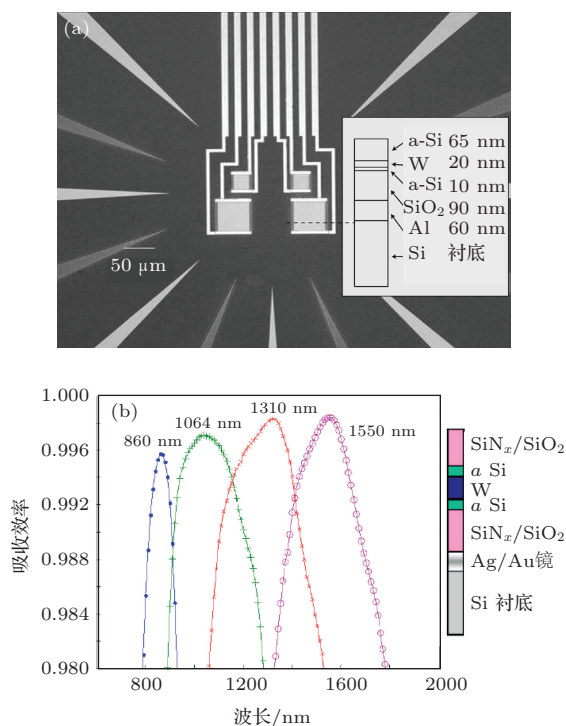 (a)
a-Si 65 nm
W 20 nm
a-Si 10 nm
SiO₂ 90 nm
Al 60 nm
Si 衬底
50 μm
(b)
1.000
0.996
0.992
0.988
0.984
0.980
吸收效率
860 nm
1064 nm
1310 nm
1550 nm
800
1200
1600
2000
波长/nm
SiNₓ/SiO₂
a Si
W
a Si
SiNₓ/SiO₂
Ag/Au镜
Si 衬底